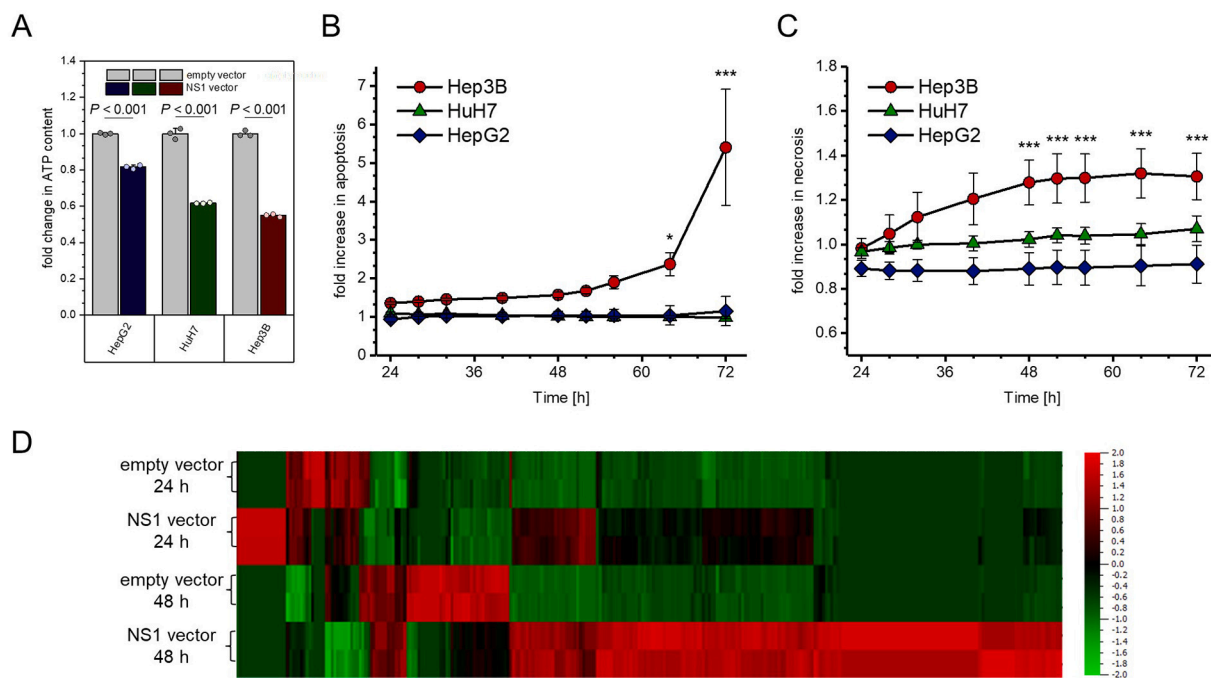 A
B
C
fold change in ATP content
1.4
1.2
1.0
0.8
0.6
0.4
0.2
0.0
empty vector
NS1 vector
P < 0.001
P < 0.001
P < 0.001
HepG2
HuH7
Hep3B
fold increase in apoptosis
7
6
5
4
3
2
1
0
Hep3B
HuH7
HepG2
*
***
24
36
48
60
72
Time [h]
fold increase in necrosis
1.8
1.6
1.4
1.2
1.0
0.8
0.6
Hep3B
HuH7
HepG2
*** *** *** *** ***
24
36
48
60
72
Time [h]
D
empty vector
24 h
NS1 vector
24 h
empty vector
48 h
NS1 vector
48 h
2.0
1.8
1.6
1.4
1.2
1.0
0.8
0.6
0.4
0.2
-0.0
-0.2
-0.4
-0.6
-0.8
-1.0
-1.2
-1.4
-1.6
-1.8
-2.0